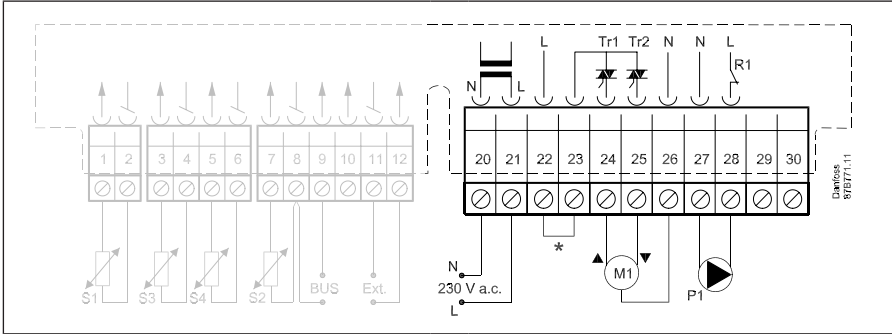 L Tr1 Tr2 N N L
R1
N L
1 2 3 4 5 6 7 8 9 10 11 12
20 21 22 23 24 25 26 27 28 29 30
Danfoss
87B771.11
*
S1 S3 S4 S2 BUS Ext.
N
230 V a.c.
L
M1
P1